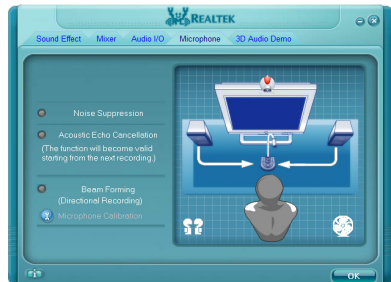 REALTEK
Sound Effect Mixer Audio I/O Microphone 3D Audio Demo
Noise Suppression
Acoustic Echo Cancellation
(The function will become valid
starting from the next recording.)
Beam Forming
(Directional Recording)
Microphone Calibration
OK